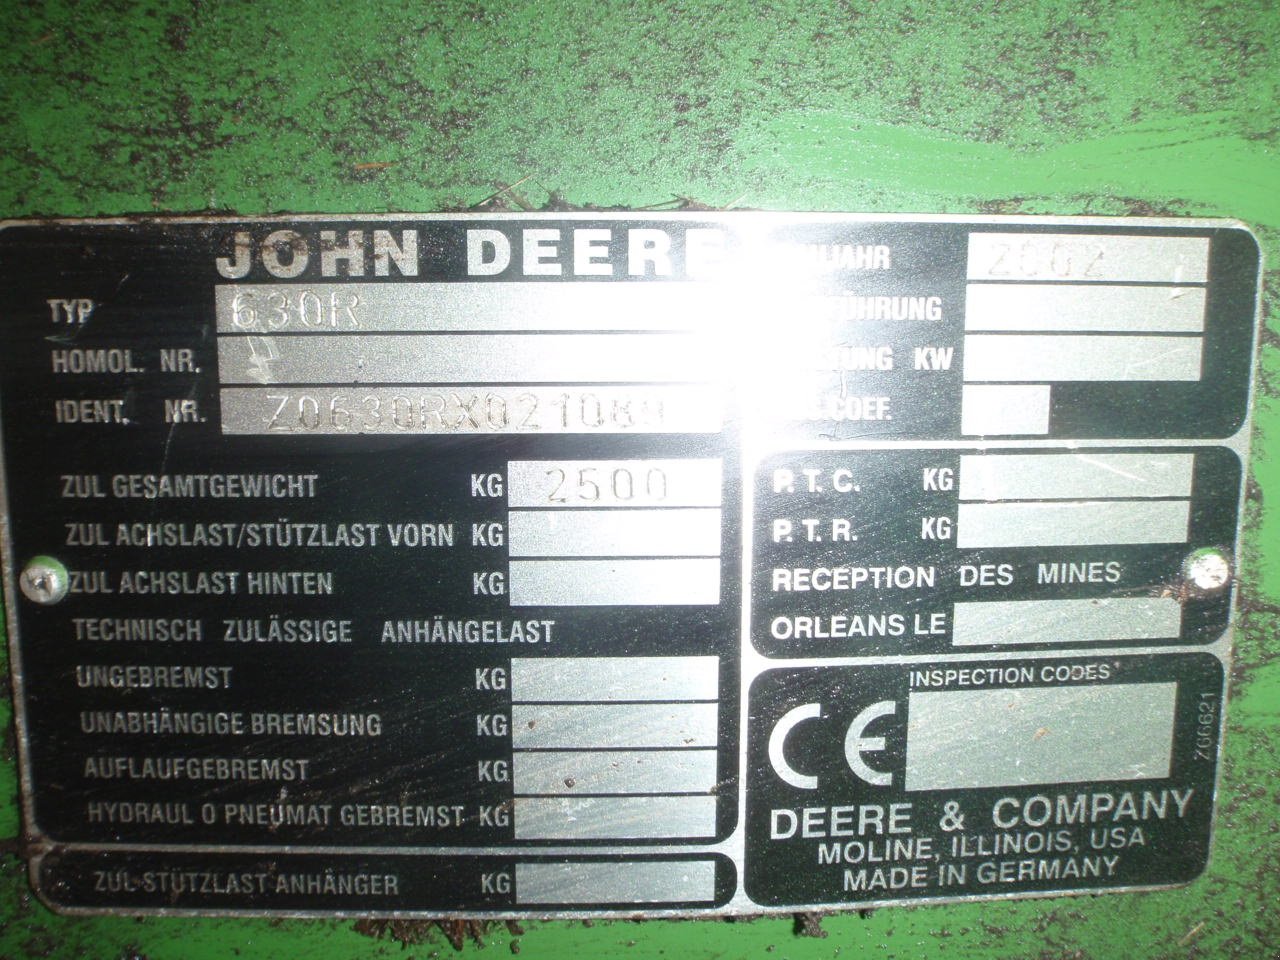 JOHN DEERE
TYP 630R
HOMOL. NR.
IDENT. NR. Z0630RX021089
ZUL GESAMTGEWICHT KG 2500
ZUL ACHSLAST/STÜTZLAST VORN KG
ZUL ACHSLAST HINTEN KG
TECHNISCH ZULÄSSIGE ANHÄNGELAST
UNGEBREMST KG
UNABHÄNGIGE BREMSUNG KG
AUFLAUFGEBREMST KG
HYDRAUL O PNEUMAT GEBREMST KG
ZUL-STÜTZLAST ANHÄNGER KG
2002
KW
COEF.
P. T. C. KG
P. T. R. KG
RECEPTION DES MINES
ORLEANS LE
INSPECTION CODES
CE
DEERE & COMPANY
MOLINE, ILLINOIS, USA
MADE IN GERMANY
Z66621